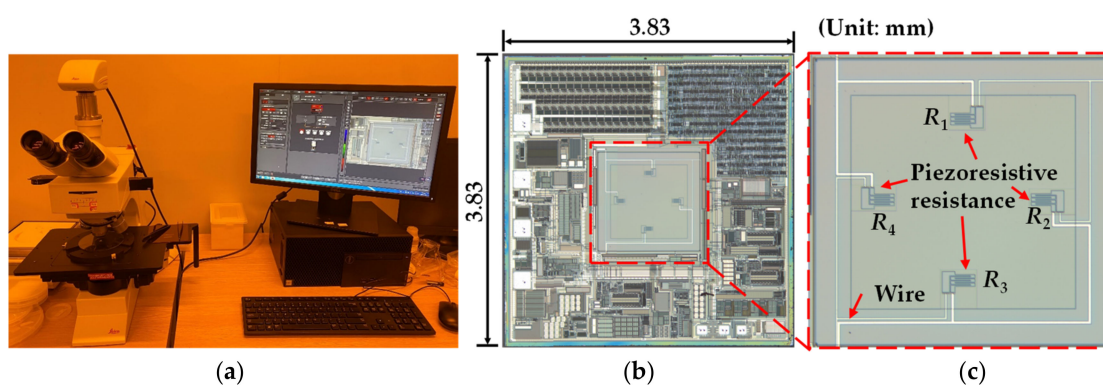 3.83
(Unit: mm)
3.83
R1
Piezoresistive
resistance
R4
R2
R3
Wire
(a)
(b)
(c)